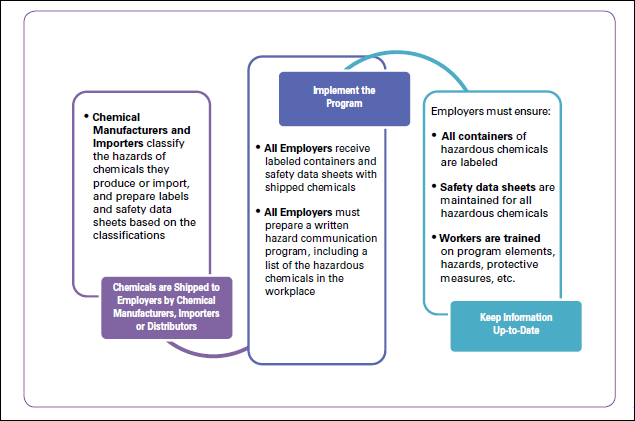 • Chemical
Manufacturers and
Importers classify
the hazards of
chemicals they
produce or import,
and prepare labels
and safety data
sheets based on the
classifications
Chemicals are Shipped to
Employers by Chemical
Manufacturers, Importers
or Distributors
Implement the
Program
• All Employers receive
labeled containers and
safety data sheets with
shipped chemicals
• All Employers must
prepare a written
hazard communication
program, including a
list of the hazardous
chemicals in the
workplace
Employers must ensure:
• All containers of
hazardous chemicals
are labeled
• Safety data sheets are
maintained for all
hazardous chemicals
• Workers are trained
on program elements,
hazards, protective
measures, etc.
Keep Information
Up-to-Date